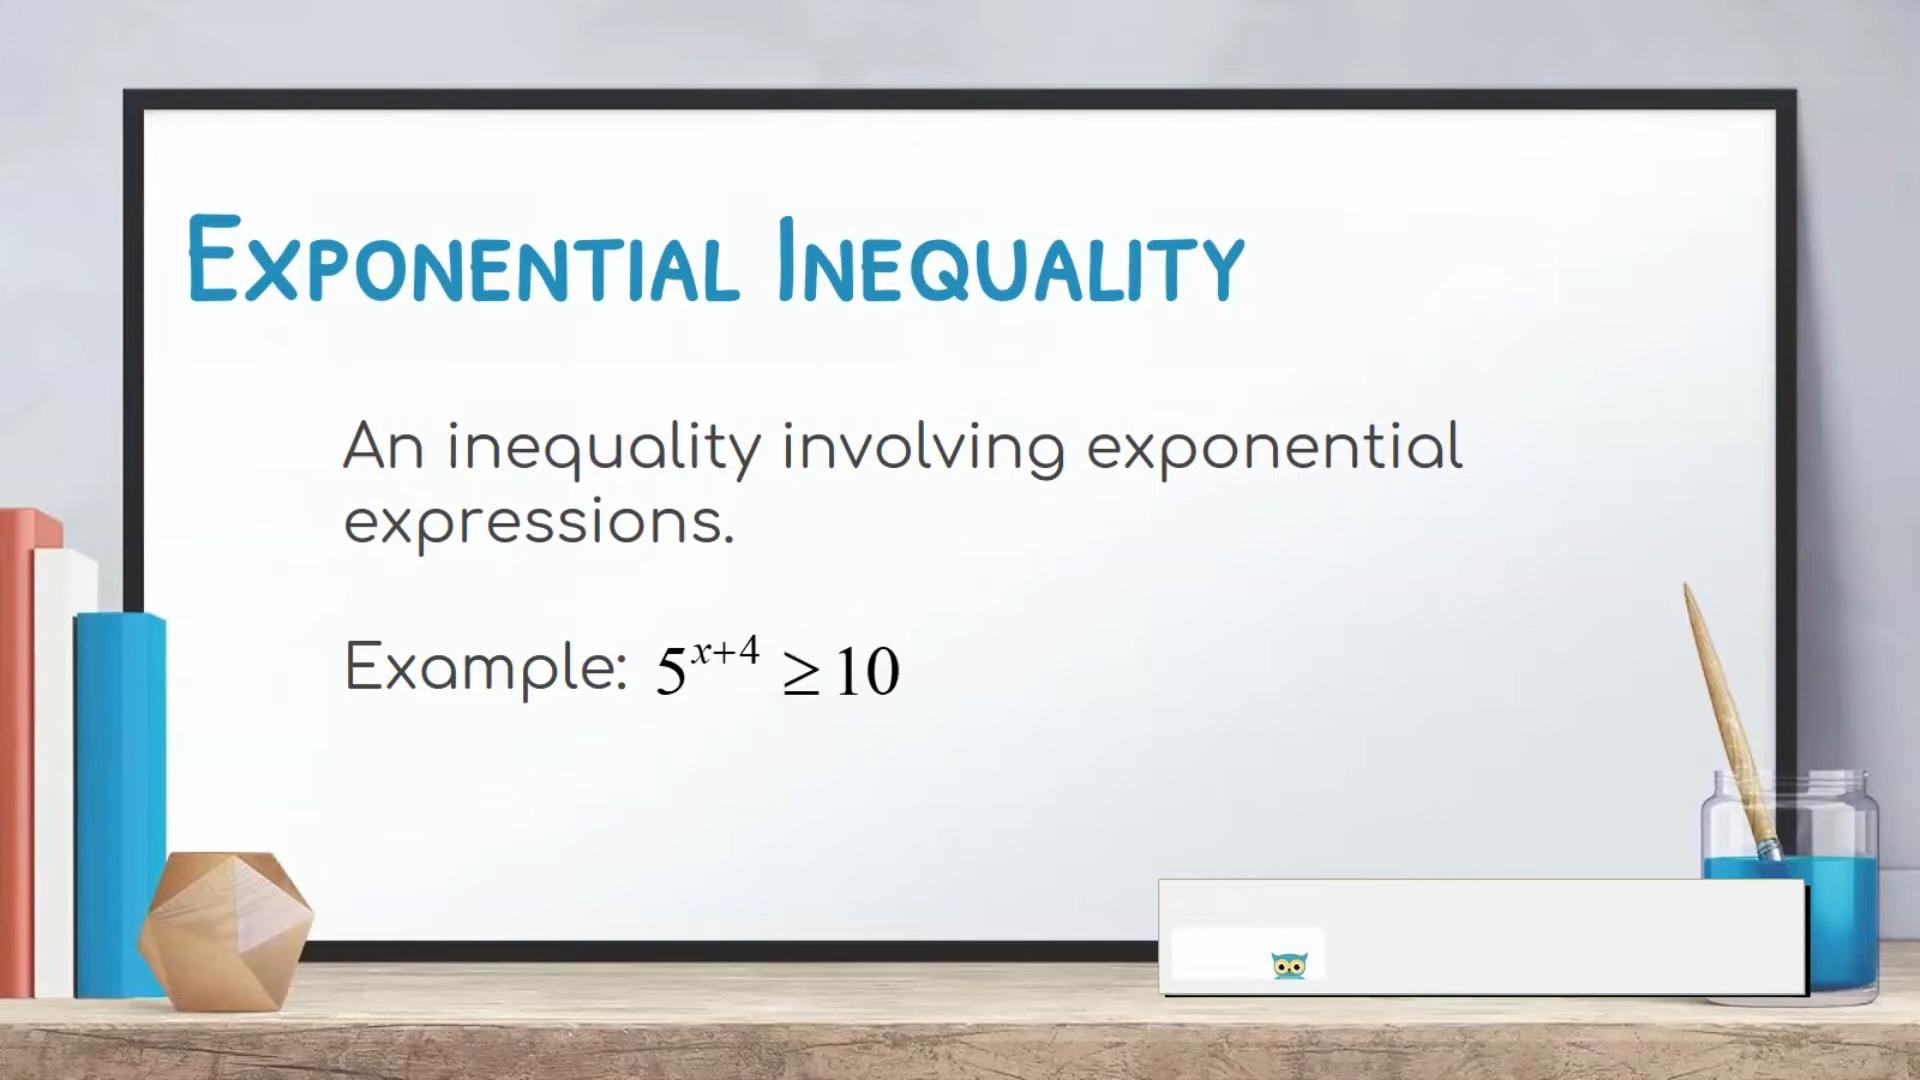 Exponential Inequality
An inequality involving exponential
expressions.
Example: 5^{x+4} ≥ 10